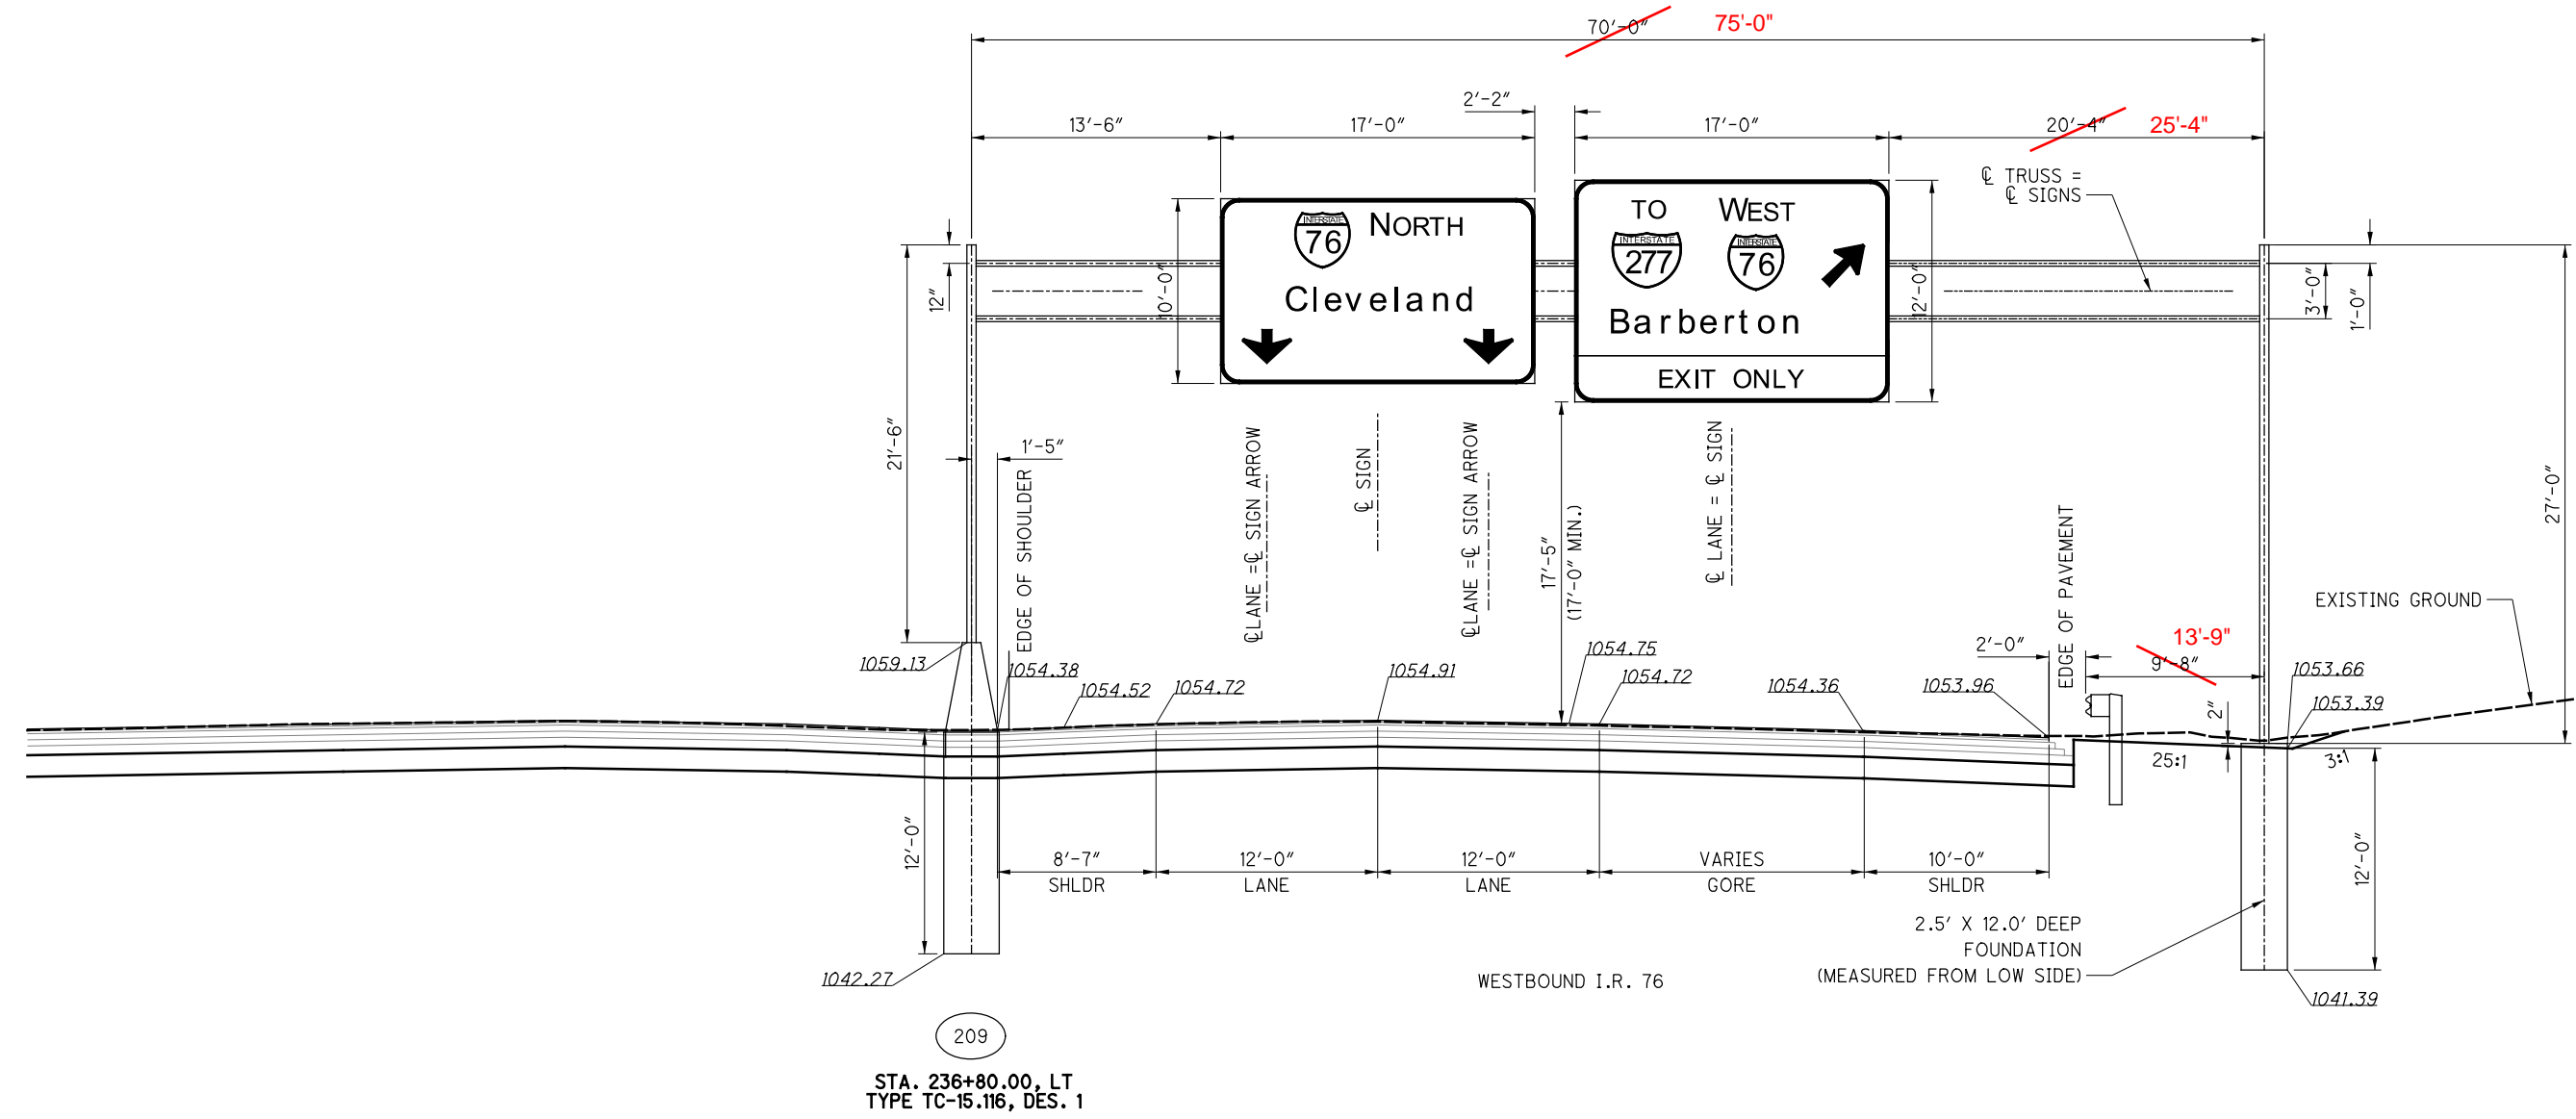 70'-0" 75'-0"
2'-2"
13'-6" 17'-0" 17'-0" 20'-4" 25'-4"
℄ TRUSS =
℄ SIGNS
INTERSTATE
76 NORTH
Cleveland
TO WEST
INTERSTATE
277
INTERSTATE
76
Barberton
EXIT ONLY
12"
10'-0"
12'-0"
3'-0"
1'-0"
21'-6"
1'-5"
EDGE OF SHOULDER
℄LANE =℄ SIGN ARROW
℄ SIGN
℄LANE =℄ SIGN ARROW
17'-5"
(17'-0" MIN.)
℄ LANE = ℄ SIGN
EDGE OF PAVEMENT
27'-0"
EXISTING GROUND
2'-0"
13'-9"
9'-8"
1059.13
1054.38
1054.52
1054.72
1054.91
1054.75
1054.72
1054.36
1053.96
1053.66
1053.39
2"
25:1
3:1
12'-0"
8'-7"
SHLDR
12'-0"
LANE
12'-0"
LANE
VARIES
GORE
10'-0"
SHLDR
12'-0"
2.5' X 12.0' DEEP
FOUNDATION
(MEASURED FROM LOW SIDE)
1042.27
WESTBOUND I.R. 76
1041.39
209
STA. 236+80.00, LT
TYPE TC-15.116, DES. 1